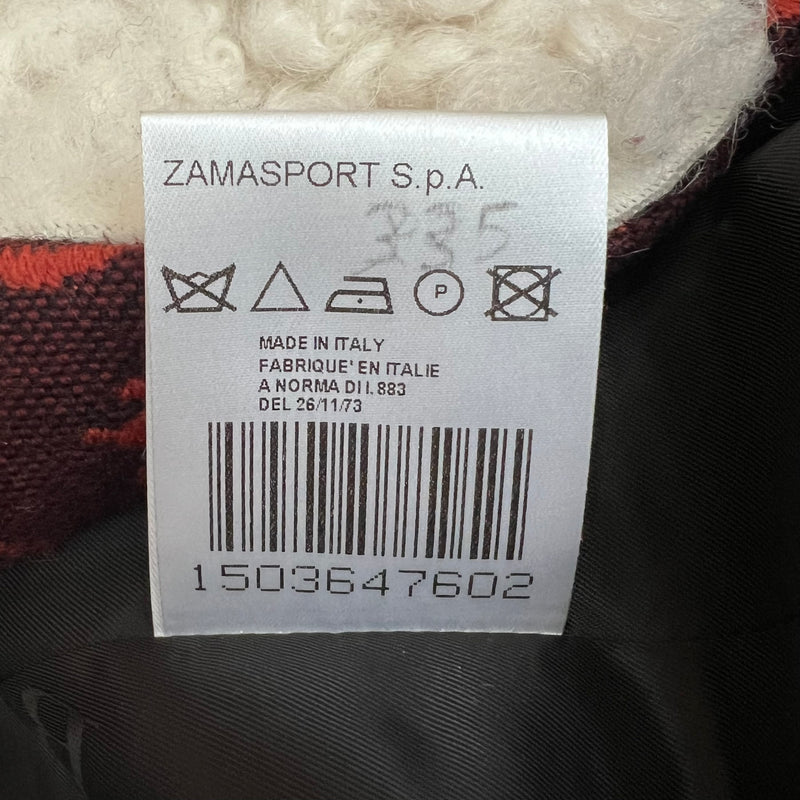 ZAMASPORT S.p.A.
335
P
MADE IN ITALY
FABRIQUE' EN ITALIE
A NORMA DI I. 883
DEL 26/11/73
1503647602